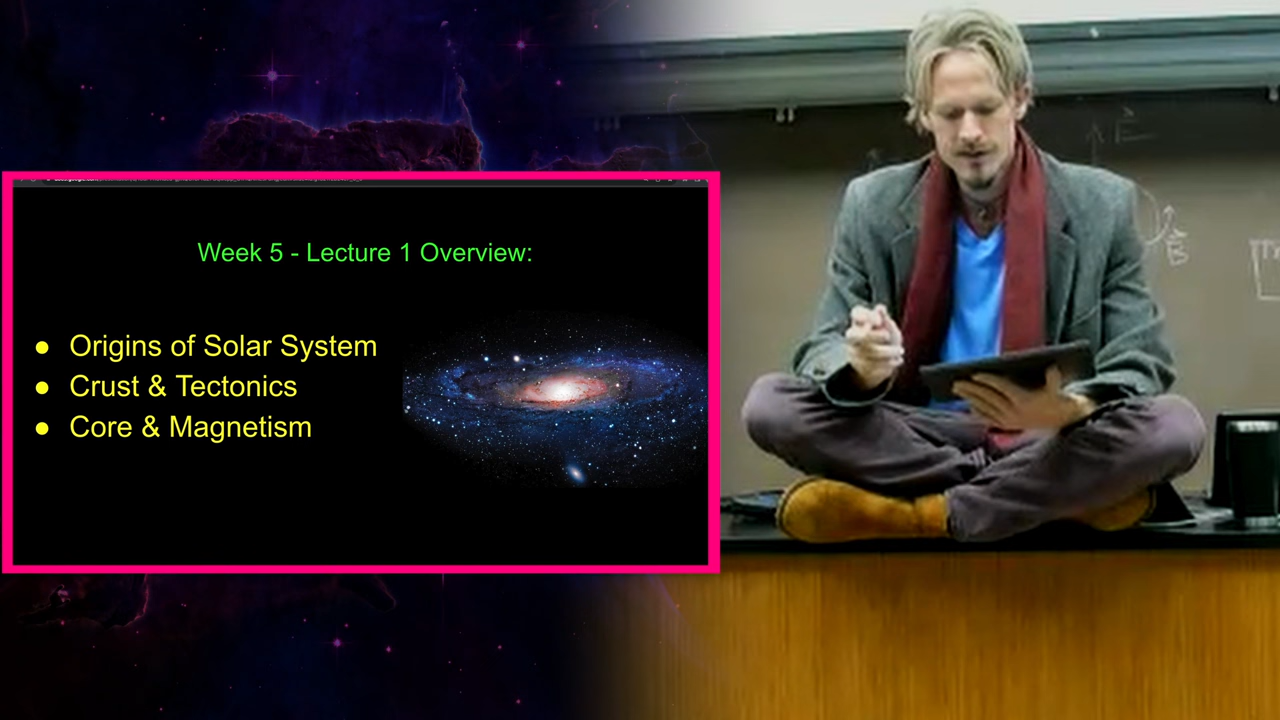 Week 5 - Lecture 1 Overview:
● Origins of Solar System
● Crust & Tectonics
● Core & Magnetism